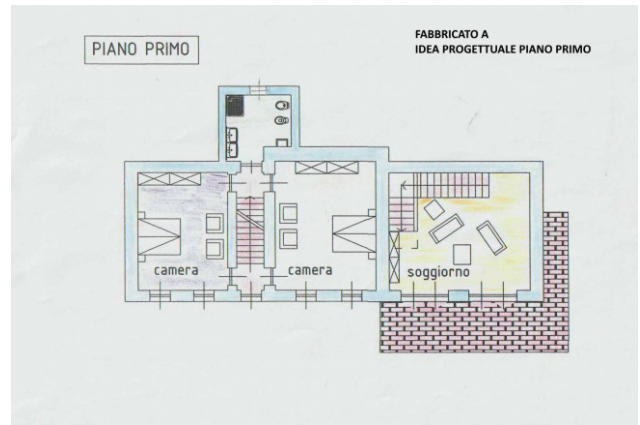 PIANO PRIMO
FABBRICATO A
IDEA PROGETTUALE PIANO PRIMO
camera
camera
soggiorno